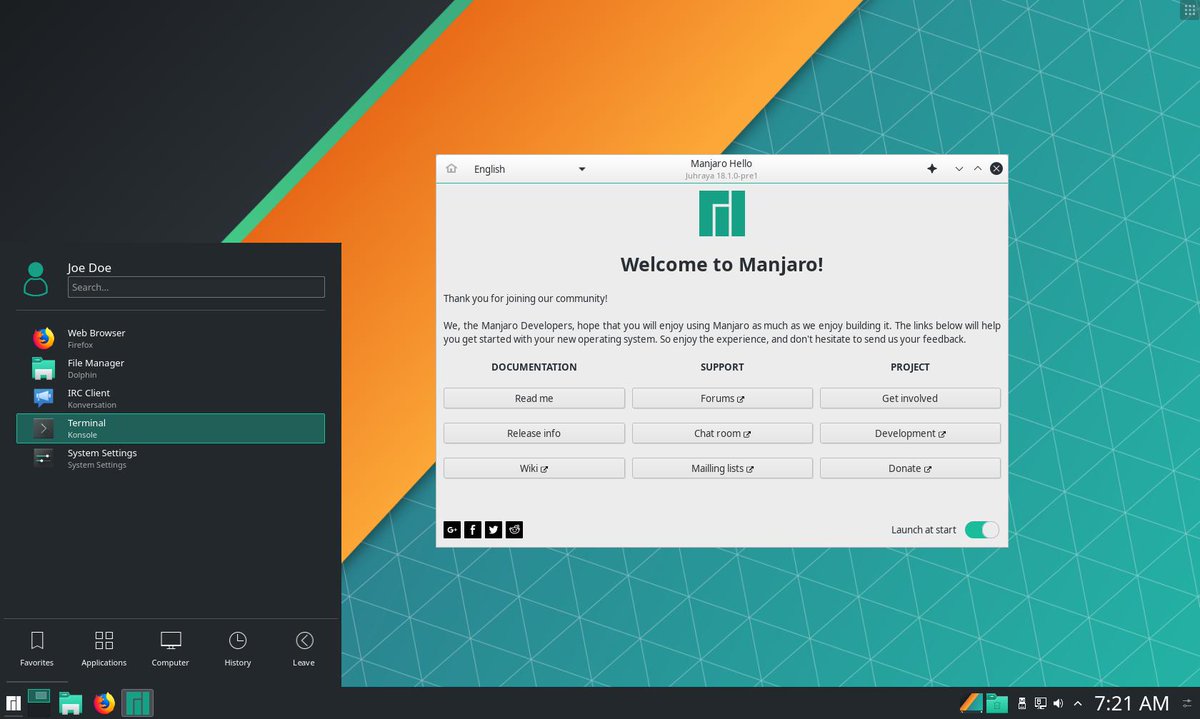 English
Manjaro Hello
Juhraya 18.1.0-pre1
Welcome to Manjaro!
Thank you for joining our community!
We, the Manjaro Developers, hope that you will enjoy using Manjaro as much as we enjoy building it. The links below will help
you get started with your new operating system. So enjoy the experience, and don't hesitate to send us your feedback.
DOCUMENTATION SUPPORT PROJECT
Read me Forums Get involved
Release info Chat room Development
Wiki Mailling lists Donate
G+ f
Launch at start
Joe Doe
Search...
Web Browser
Firefox
File Manager
Dolphin
IRC Client
Konversation
Terminal
Konsole
System Settings
System Settings
Favorites Applications Computer History Leave
7:21 AM